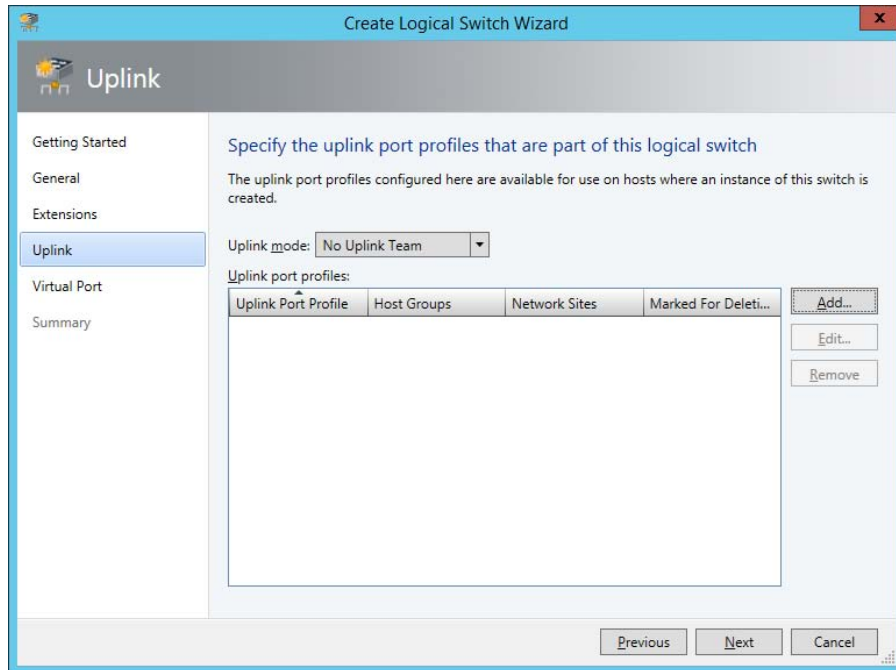 Create Logical Switch Wizard
x
Uplink
Getting Started
General
Extensions
Uplink
Virtual Port
Summary
Specify the uplink port profiles that are part of this logical switch
The uplink port profiles configured here are available for use on hosts where an instance of this switch is
created.
Uplink mode: No Uplink Team
Uplink port profiles:
Uplink Port Profile Host Groups Network Sites Marked For Deleti...
Add...
Edit...
Remove
Previous Next Cancel